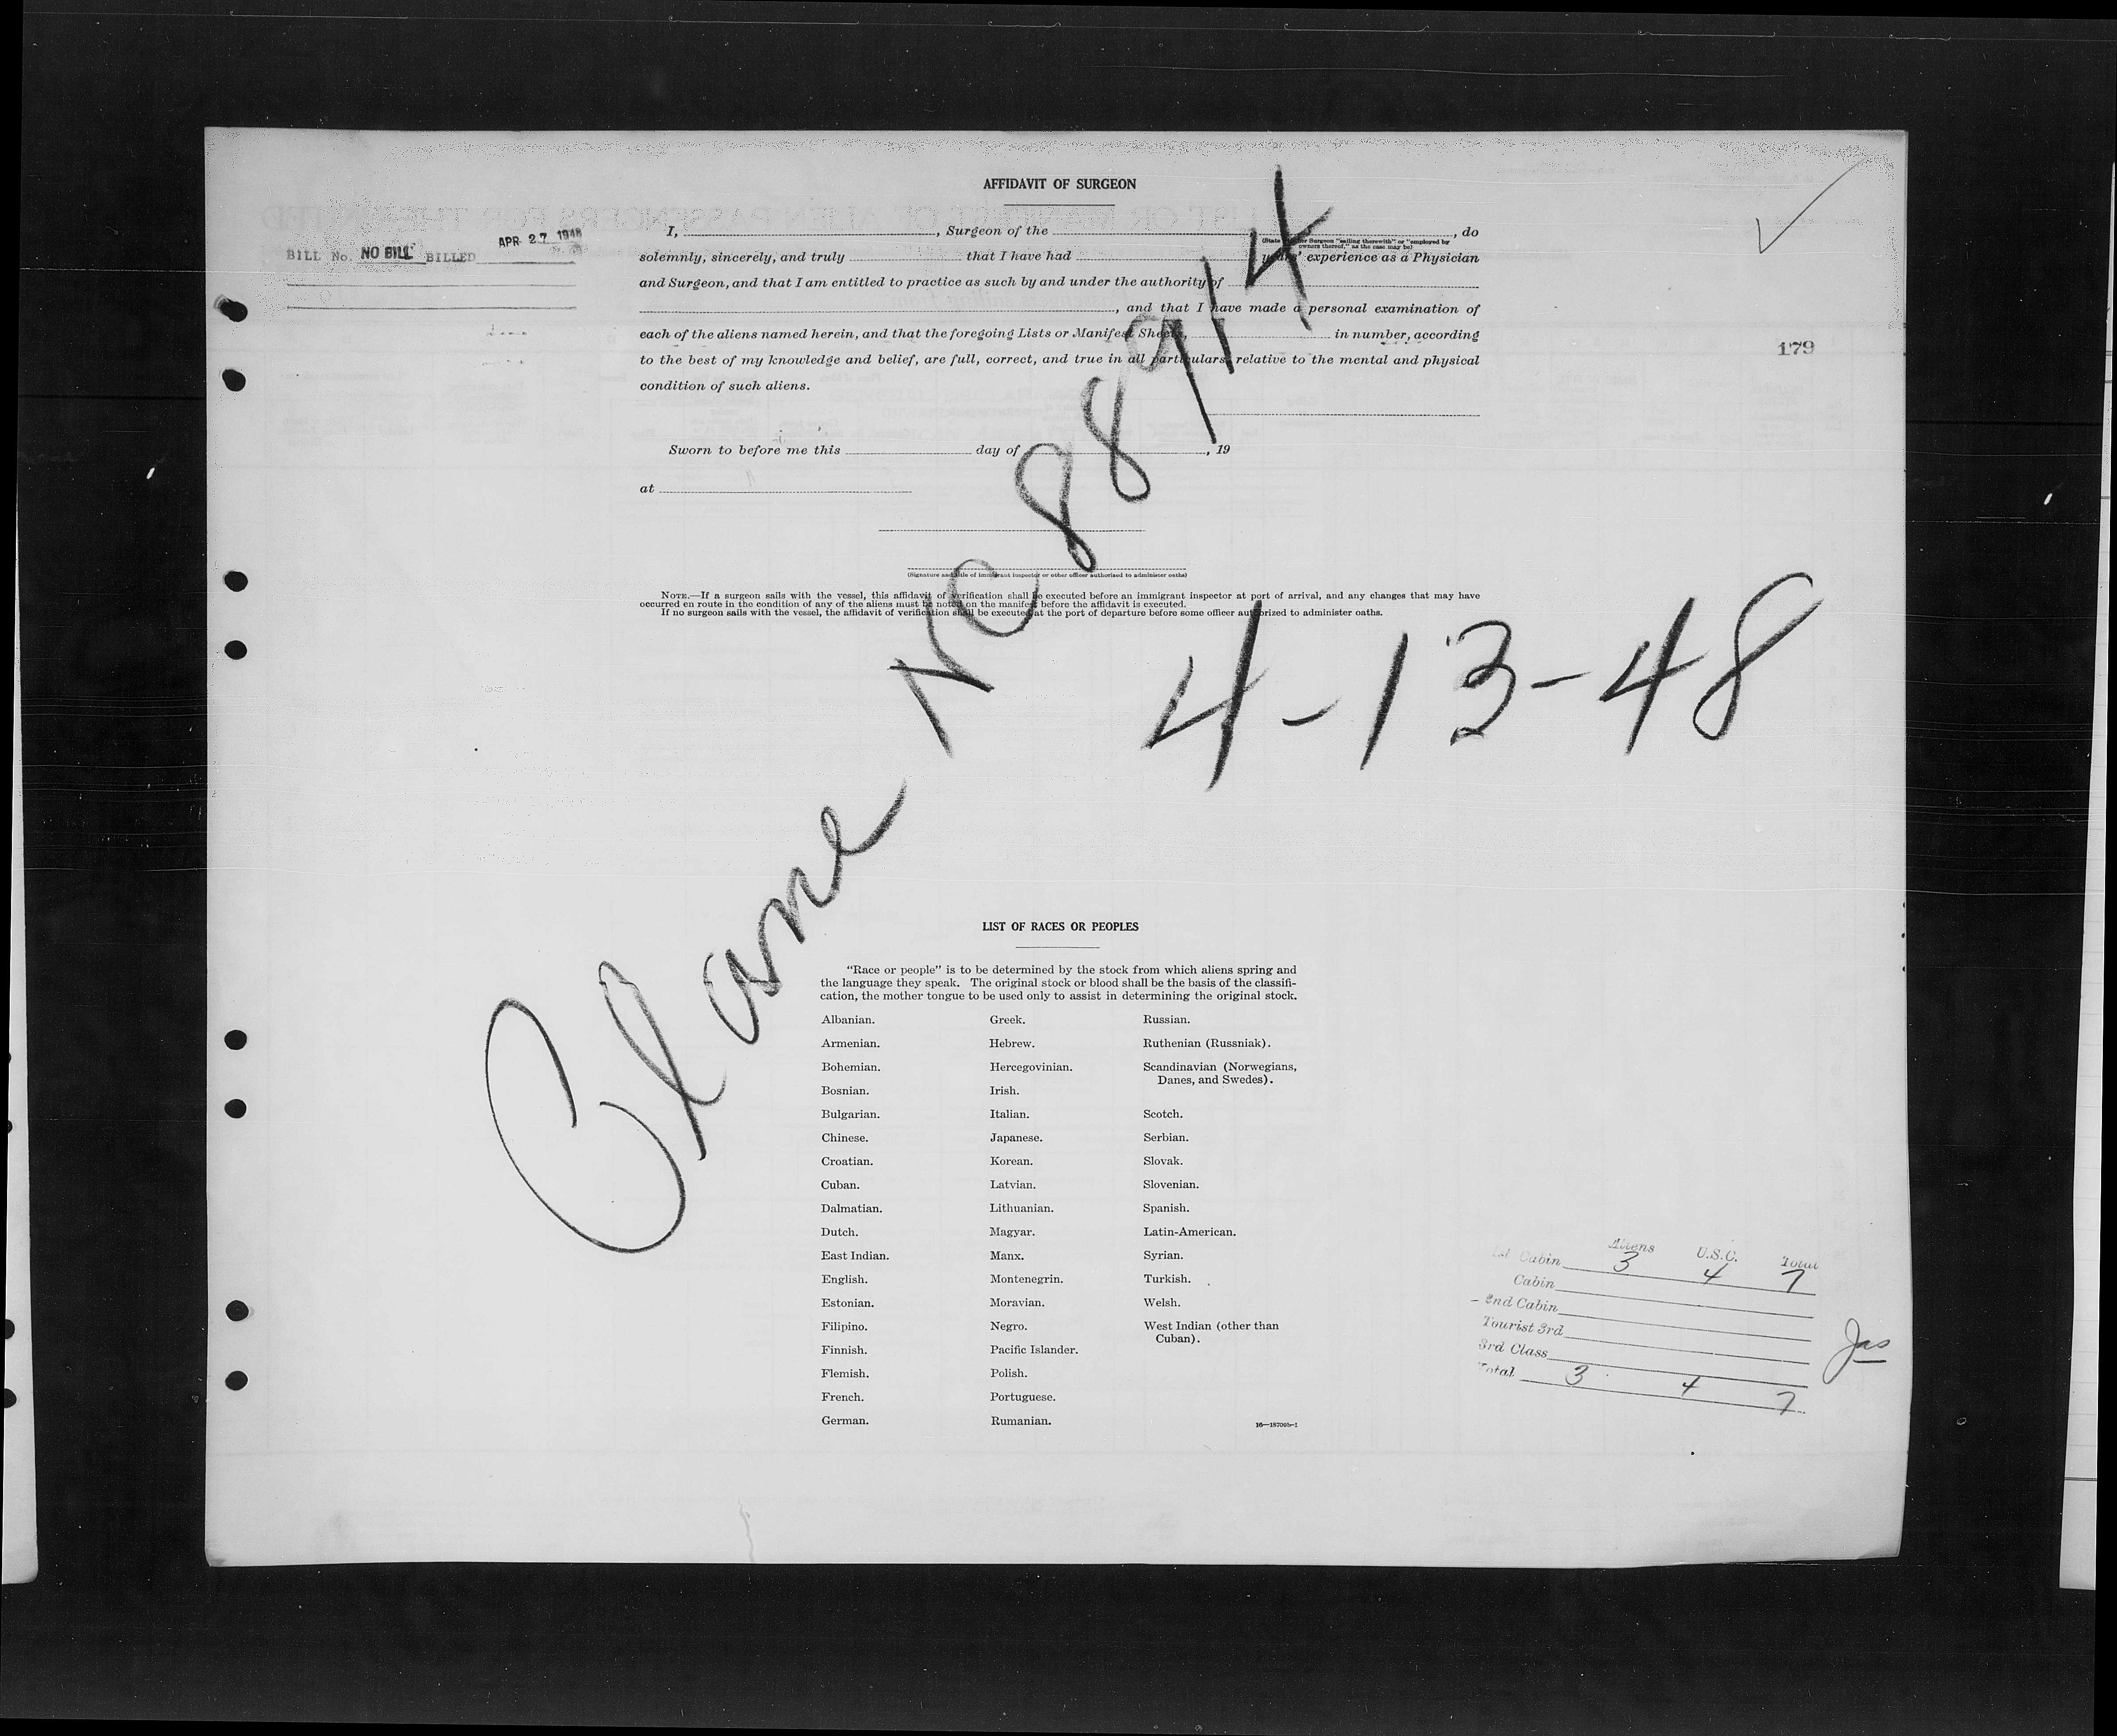 AFFIDAVIT OF SURGEON
BILL No. NO BILL BILLED APR 27 1948
I, , Surgeon of the , do
solemnly, sincerely, and truly that I have had years' experience as a Physician
and Surgeon, and that I am entitled to practice as such by and under the authority of
, and that I have made a personal examination of
each of the aliens named herein, and that the foregoing Lists or Manifest Sheets, in number, according
to the best of my knowledge and belief, are full, correct, and true in all particulars relative to the mental and physical
condition of such aliens.
179
Sworn to before me this day of , 19
at
(Signature and title of immigrant inspector or other officer authorized to administer oaths)
NOTE.—If a surgeon sails with the vessel, this affidavit of verification shall be executed before an immigrant inspector at port of arrival, and any changes that may have
occurred en route in the condition of any of the aliens must be noted on the manifest before the affidavit is executed.
If no surgeon sails with the vessel, the affidavit of verification shall be executed at the port of departure before some officer authorized to administer oaths.
NC 88914
4-13-48
LIST OF RACES OR PEOPLES
"Race or people" is to be determined by the stock from which aliens spring and
the language they speak. The original stock or blood shall be the basis of the classifi-
cation, the mother tongue to be used only to assist in determining the original stock.
Albanian.
Armenian.
Bohemian.
Bosnian.
Bulgarian.
Chinese.
Croatian.
Cuban.
Dalmatian.
Dutch.
East Indian.
English.
Estonian.
Filipino.
Finnish.
Flemish.
French.
German.
Greek.
Hebrew.
Hercegovinian.
Irish.
Italian.
Japanese.
Korean.
Latvian.
Lithuanian.
Magyar.
Manx.
Montenegrin.
Moravian.
Negro.
Pacific Islander.
Polish.
Portuguese.
Rumanian.
Russian.
Ruthenian (Russniak).
Scandinavian (Norwegians,
Danes, and Swedes).
Scotch.
Serbian.
Slovak.
Slovenian.
Spanish.
Latin-American.
Syrian.
Turkish.
Welsh.
West Indian (other than
Cuban).
Aliens U.S.C. Total
1st Cabin 3 4 7
Cabin
2nd Cabin
Tourist 3rd
3rd Class
Total 3 4 7